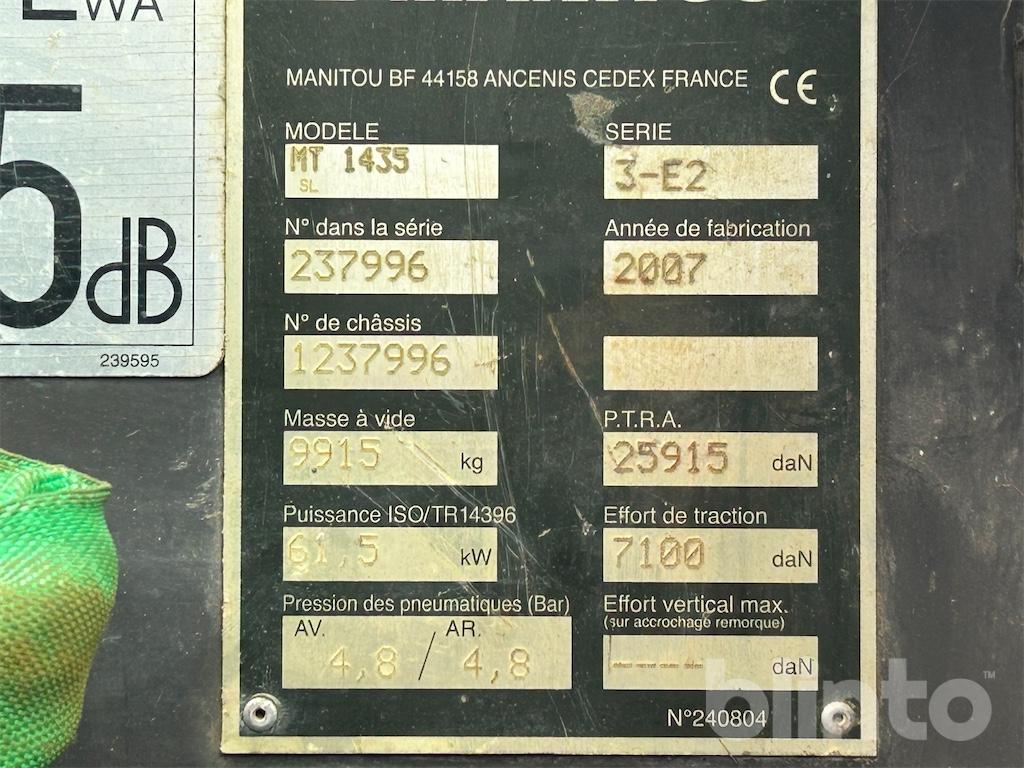 LWA
5dB
239595
MANITOU BF 44158 ANCENIS CEDEX FRANCE CE
MODELE
MT 1435
SL
SERIE
3-E2
N° dans la série
237996
Année de fabrication
2007
N° de châssis
1237996
Masse à vide
9915 kg
P.T.R.A.
25915 daN
Puissance ISO/TR14396
61,5 kW
Effort de traction
7100 daN
Pression des pneumatiques (Bar)
AV. AR.
4,8 / 4,8
Effort vertical max.
(sur accrochage remorque)
---- daN
N°240804
blinto™